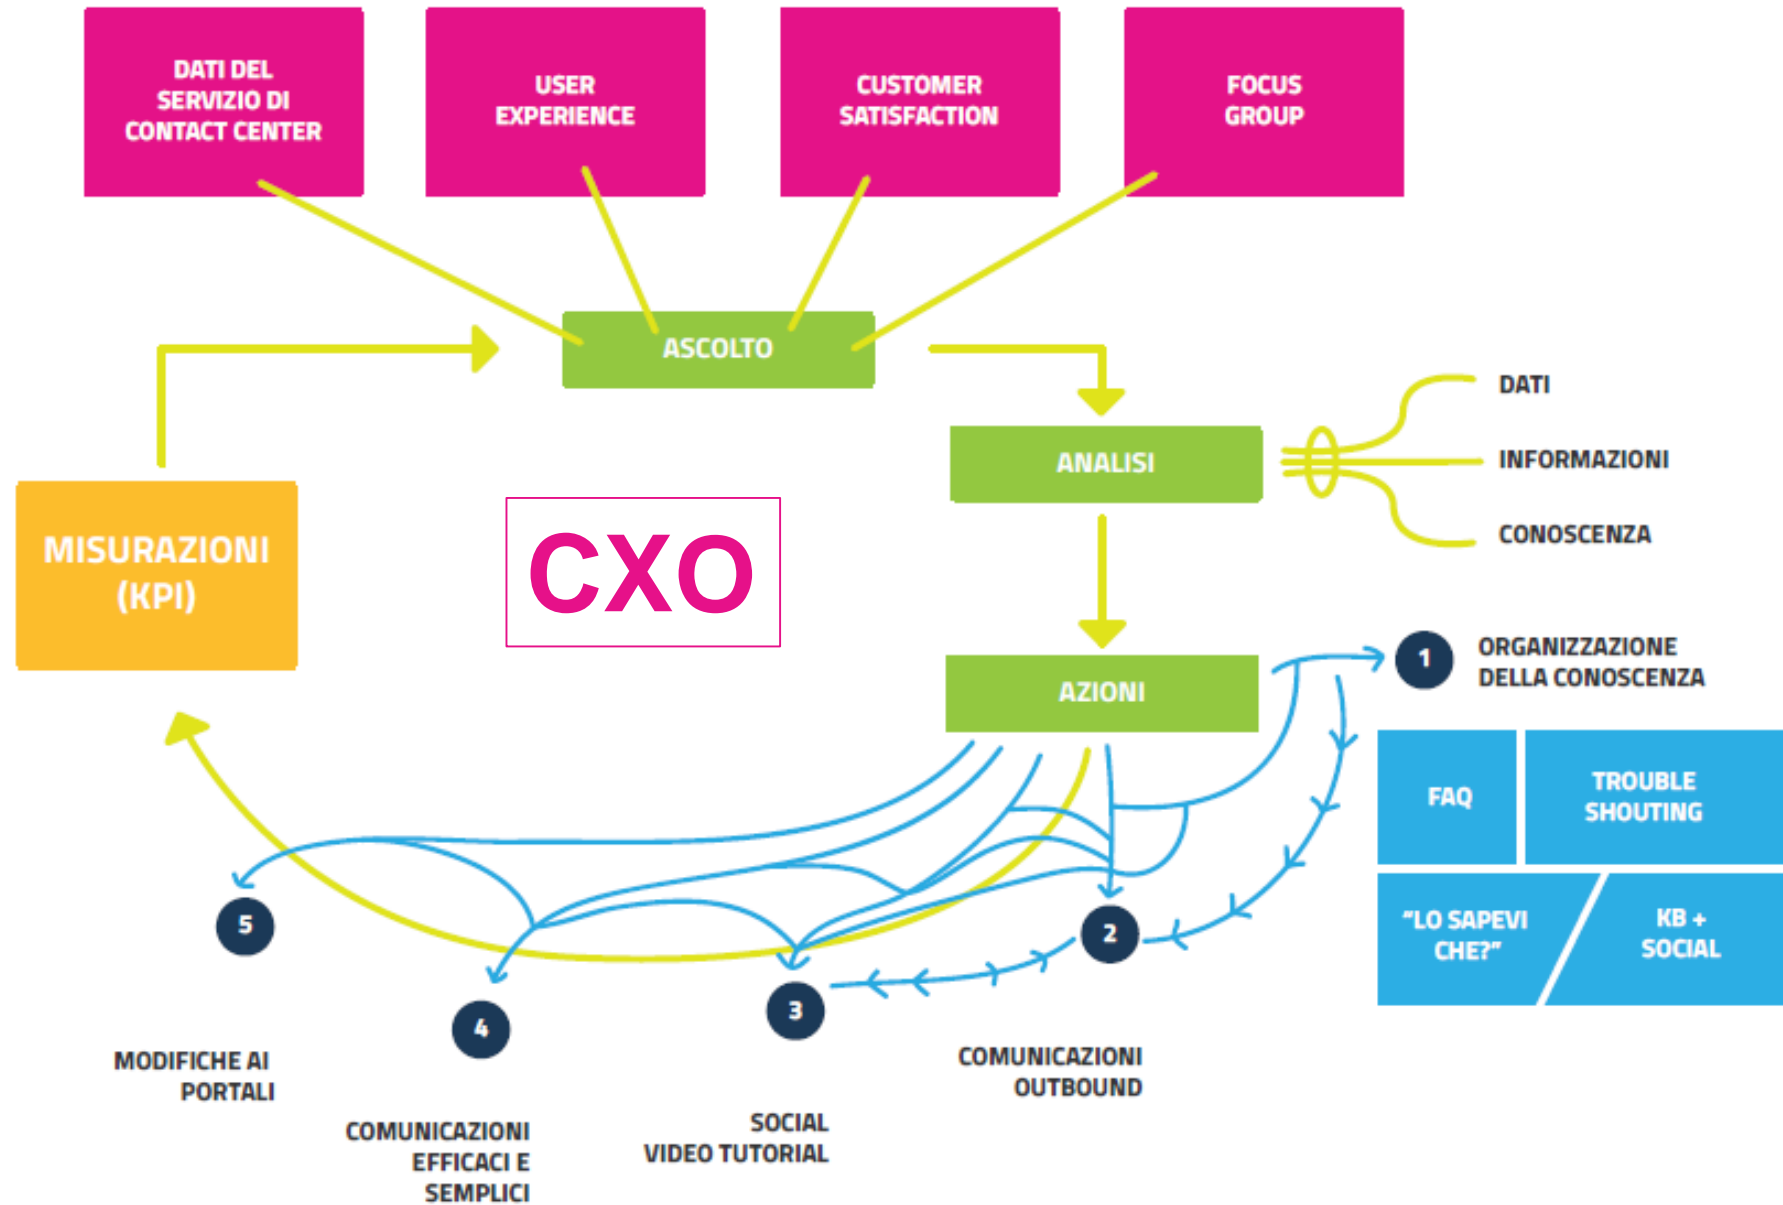 DATI DEL
SERVIZIO DI
CONTACT CENTER
USER
EXPERIENCE
CUSTOMER
SATISFACTION
FOCUS
GROUP
ASCOLTO
DATI
ANALISI
INFORMAZIONI
CONOSCENZA
MISURAZIONI
(KPI)
CXO
AZIONI
1
ORGANIZZAZIONE
DELLA CONOSCENZA
FAQ
TROUBLE
SHOUTING
"LO SAPEVI
CHE?"
KB +
SOCIAL
5
MODIFICHE AI
PORTALI
4
COMUNICAZIONI
EFFICACI E
SEMPLICI
3
SOCIAL
VIDEO TUTORIAL
2
COMUNICAZIONI
OUTBOUND